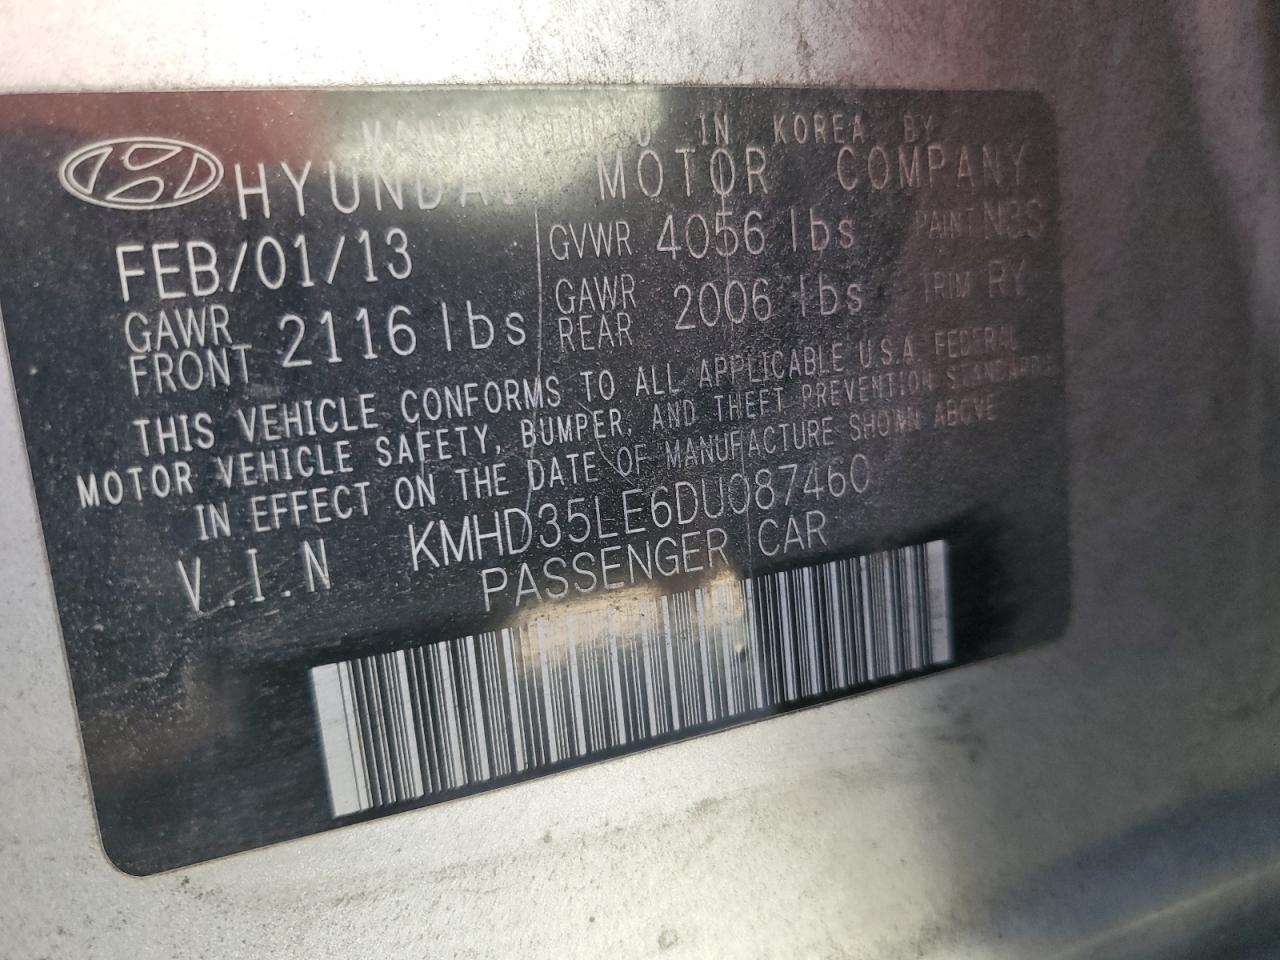 MANUFACTURED IN KOREA BY
HYUNDAI MOTOR COMPANY
FEB/01/13 GVWR 4056 lbs PAINT N3S
GAWR FRONT 2116 lbs GAWR REAR 2006 lbs TRIM RY
THIS VEHICLE CONFORMS TO ALL APPLICABLE U.S.A FEDERAL
MOTOR VEHICLE SAFETY, BUMPER, AND THEFT PREVENTION STANDARDS
IN EFFECT ON THE DATE OF MANUFACTURE SHOWN ABOVE
V.I.N KMHD35LE6DU087460
PASSENGER CAR